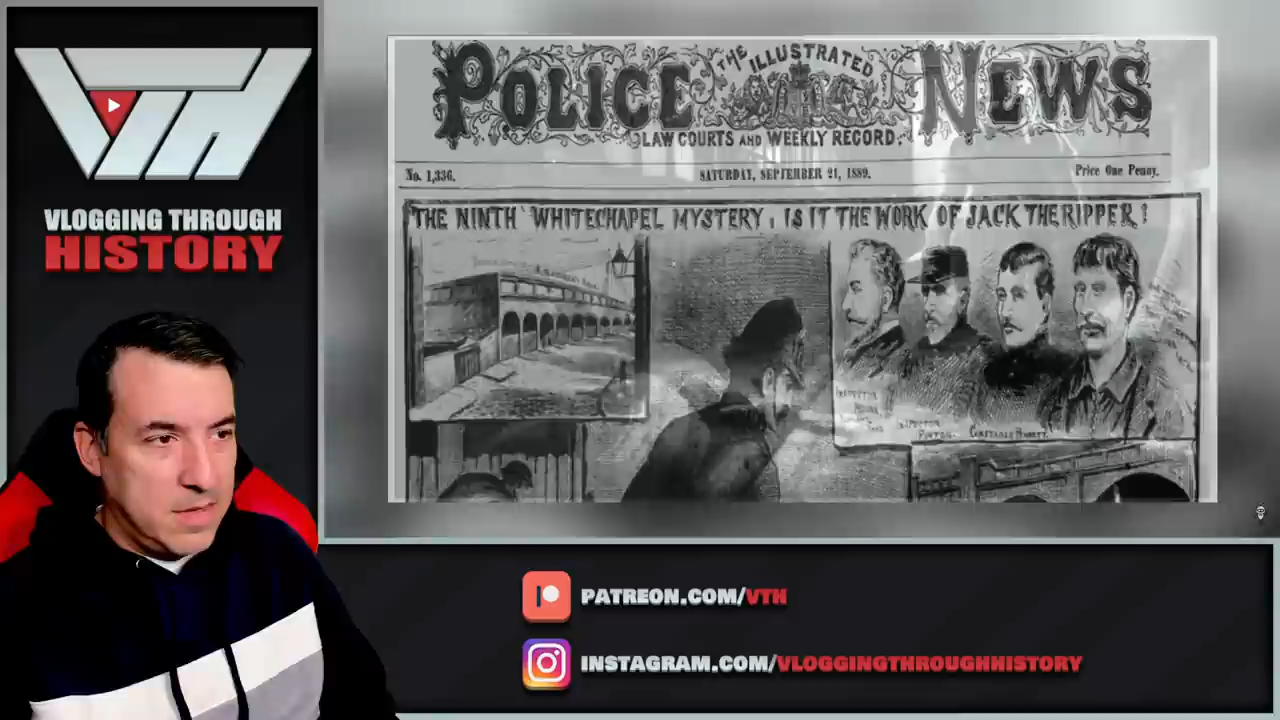 VTH
VLOGGING THROUGH
HISTORY
POLICE THE ILLUSTRATED NEWS
LAW COURTS AND WEEKLY RECORD.
No. 1,336.
SATURDAY, SEPTEMBER 21, 1889.
Price One Penny.
THE NINTH WHITECHAPEL MYSTERY, IS IT THE WORK OF JACK THE RIPPER!
INSPECTOR
CONSTABLE
PATREON.COM/VTH
INSTAGRAM.COM/VLOGGINGTHROUGHHISTORY